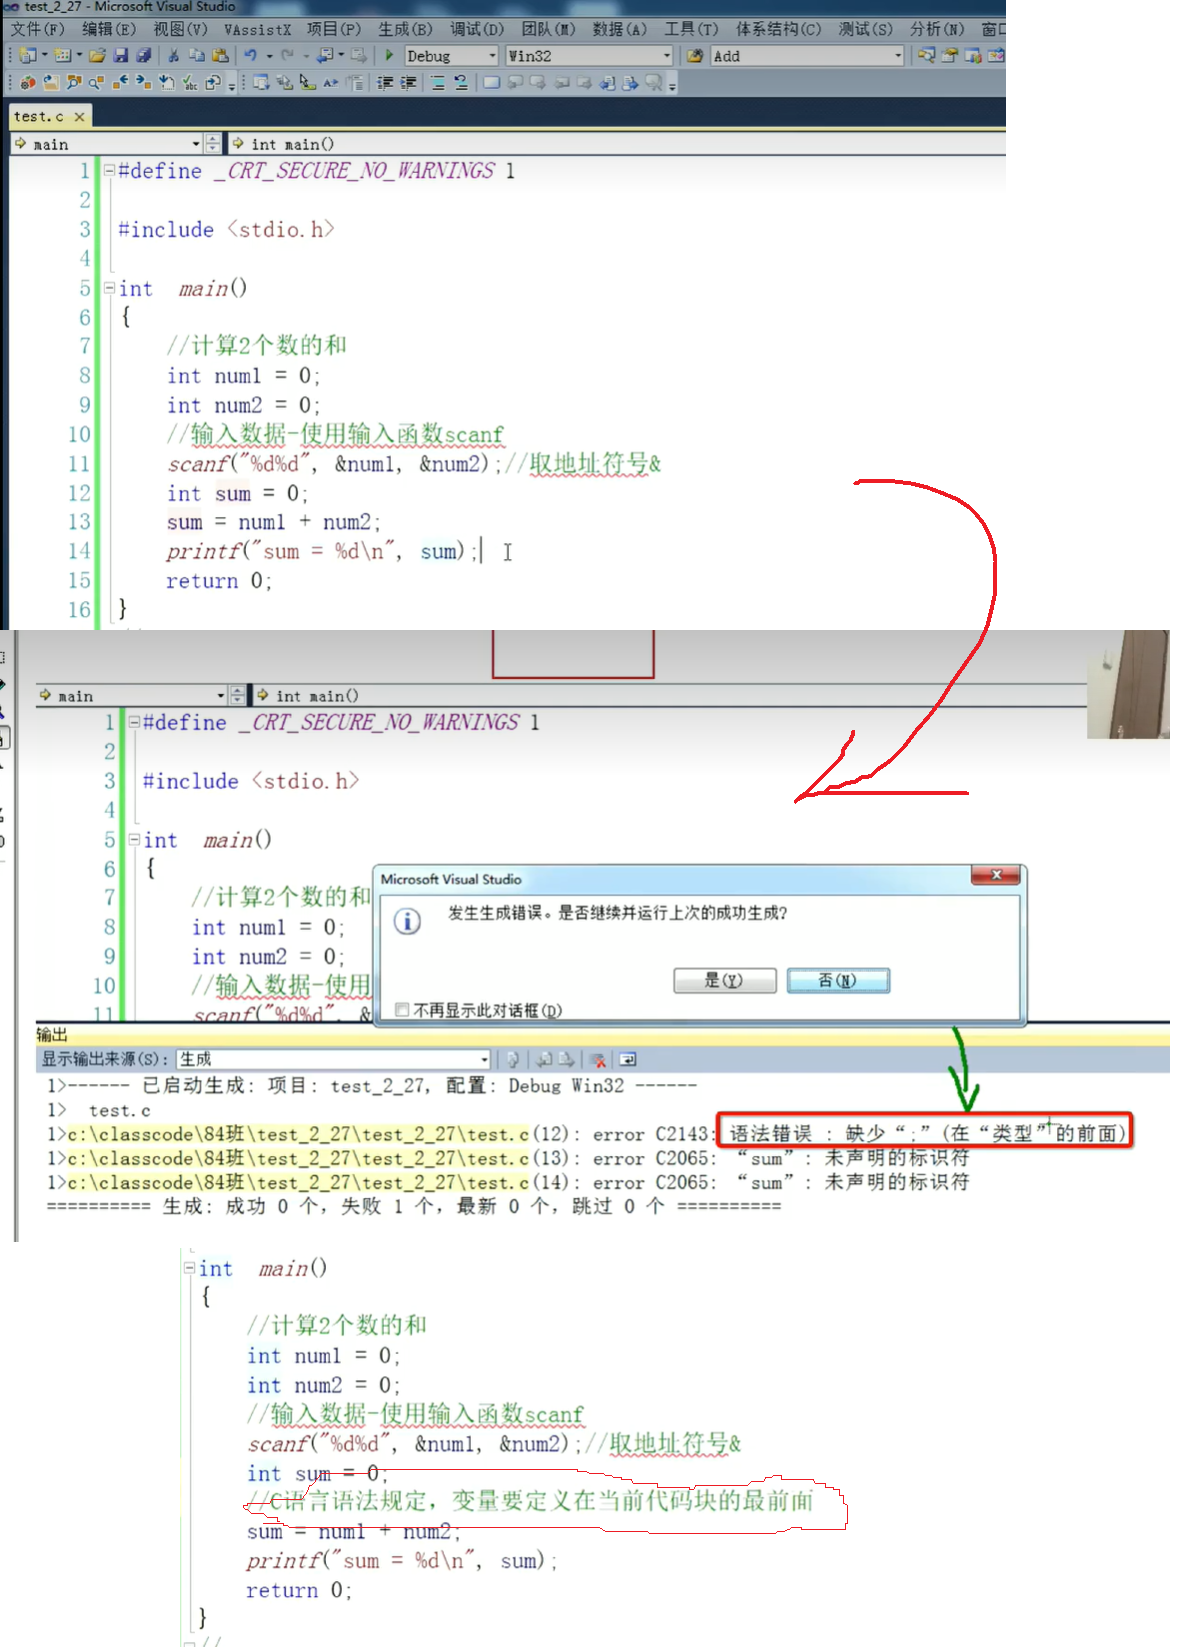 test_2_27 - Microsoft Visual Studio
文件(F) 编辑(E) 视图(V) VAssistX 项目(P) 生成(B) 调试(D) 团队(M) 数据(A) 工具(T) 体系结构(C) 测试(S) 分析(N) 窗口
Debug Win32 Add
test.c ×
main int main()
1 #define _CRT_SECURE_NO_WARNINGS 1
2
3 #include <stdio.h>
4
5 int main()
6 {
7 //计算2个数的和
8 int num1 = 0;
9 int num2 = 0;
10 //输入数据-使用输入函数scanf
11 scanf("%d%d", &num1, &num2);//取地址符号&
12 int sum = 0;
13 sum = num1 + num2;
14 printf("sum = %d\n", sum);
15 return 0;
16 }
main int main()
1 #define _CRT_SECURE_NO_WARNINGS 1
2
3 #include <stdio.h>
4
5 int main()
6 {
7 //计算2个数的和
8 int num1 = 0;
9 int num2 = 0;
10 //输入数据-使用
11 scanf("%d%d", &
Microsoft Visual Studio
发生生成错误。是否继续并运行上次的成功生成?
是(Y) 否(N)
不再显示此对话框(D)
输出
显示输出来源(S): 生成
1>------ 已启动生成: 项目: test_2_27, 配置: Debug Win32 ------
1> test.c
1>c:\classcode\84班\test_2_27\test_2_27\test.c(12): error C2143: 语法错误 : 缺少“;”(在“类型”的前面)
1>c:\classcode\84班\test_2_27\test_2_27\test.c(13): error C2065: “sum”: 未声明的标识符
1>c:\classcode\84班\test_2_27\test_2_27\test.c(14): error C2065: “sum”: 未声明的标识符
========== 生成: 成功 0 个，失败 1 个，最新 0 个，跳过 0 个 ==========
int main()
{
//计算2个数的和
int num1 = 0;
int num2 = 0;
//输入数据-使用输入函数scanf
scanf("%d%d", &num1, &num2);//取地址符号&
int sum = 0;
//C语言语法规定，变量要定义在当前代码块的最前面
sum = num1 + num2;
printf("sum = %d\n", sum);
return 0;
}
//